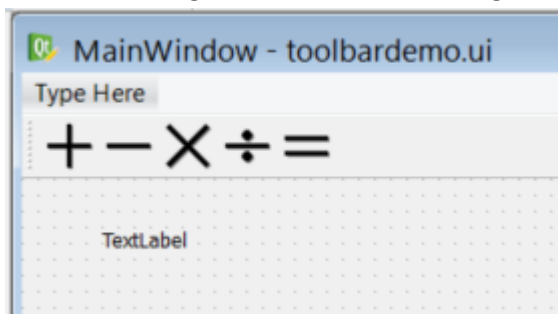 MainWindow - toolbardemo.ui
Type Here
+ − × ÷ =
TextLabel